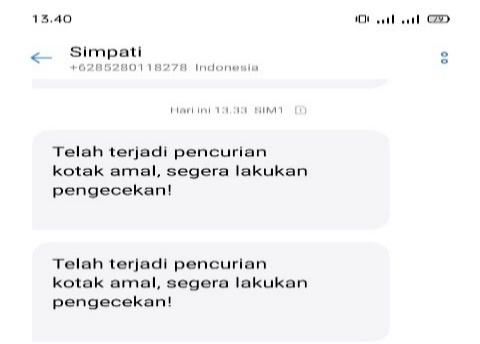 13.40
Simpati
+6285280118278 Indonesia
Hari ini 13.33 SIM1
Telah terjadi pencurian
kotak amal, segera lakukan
pengecekan!
Telah terjadi pencurian
kotak amal, segera lakukan
pengecekan!